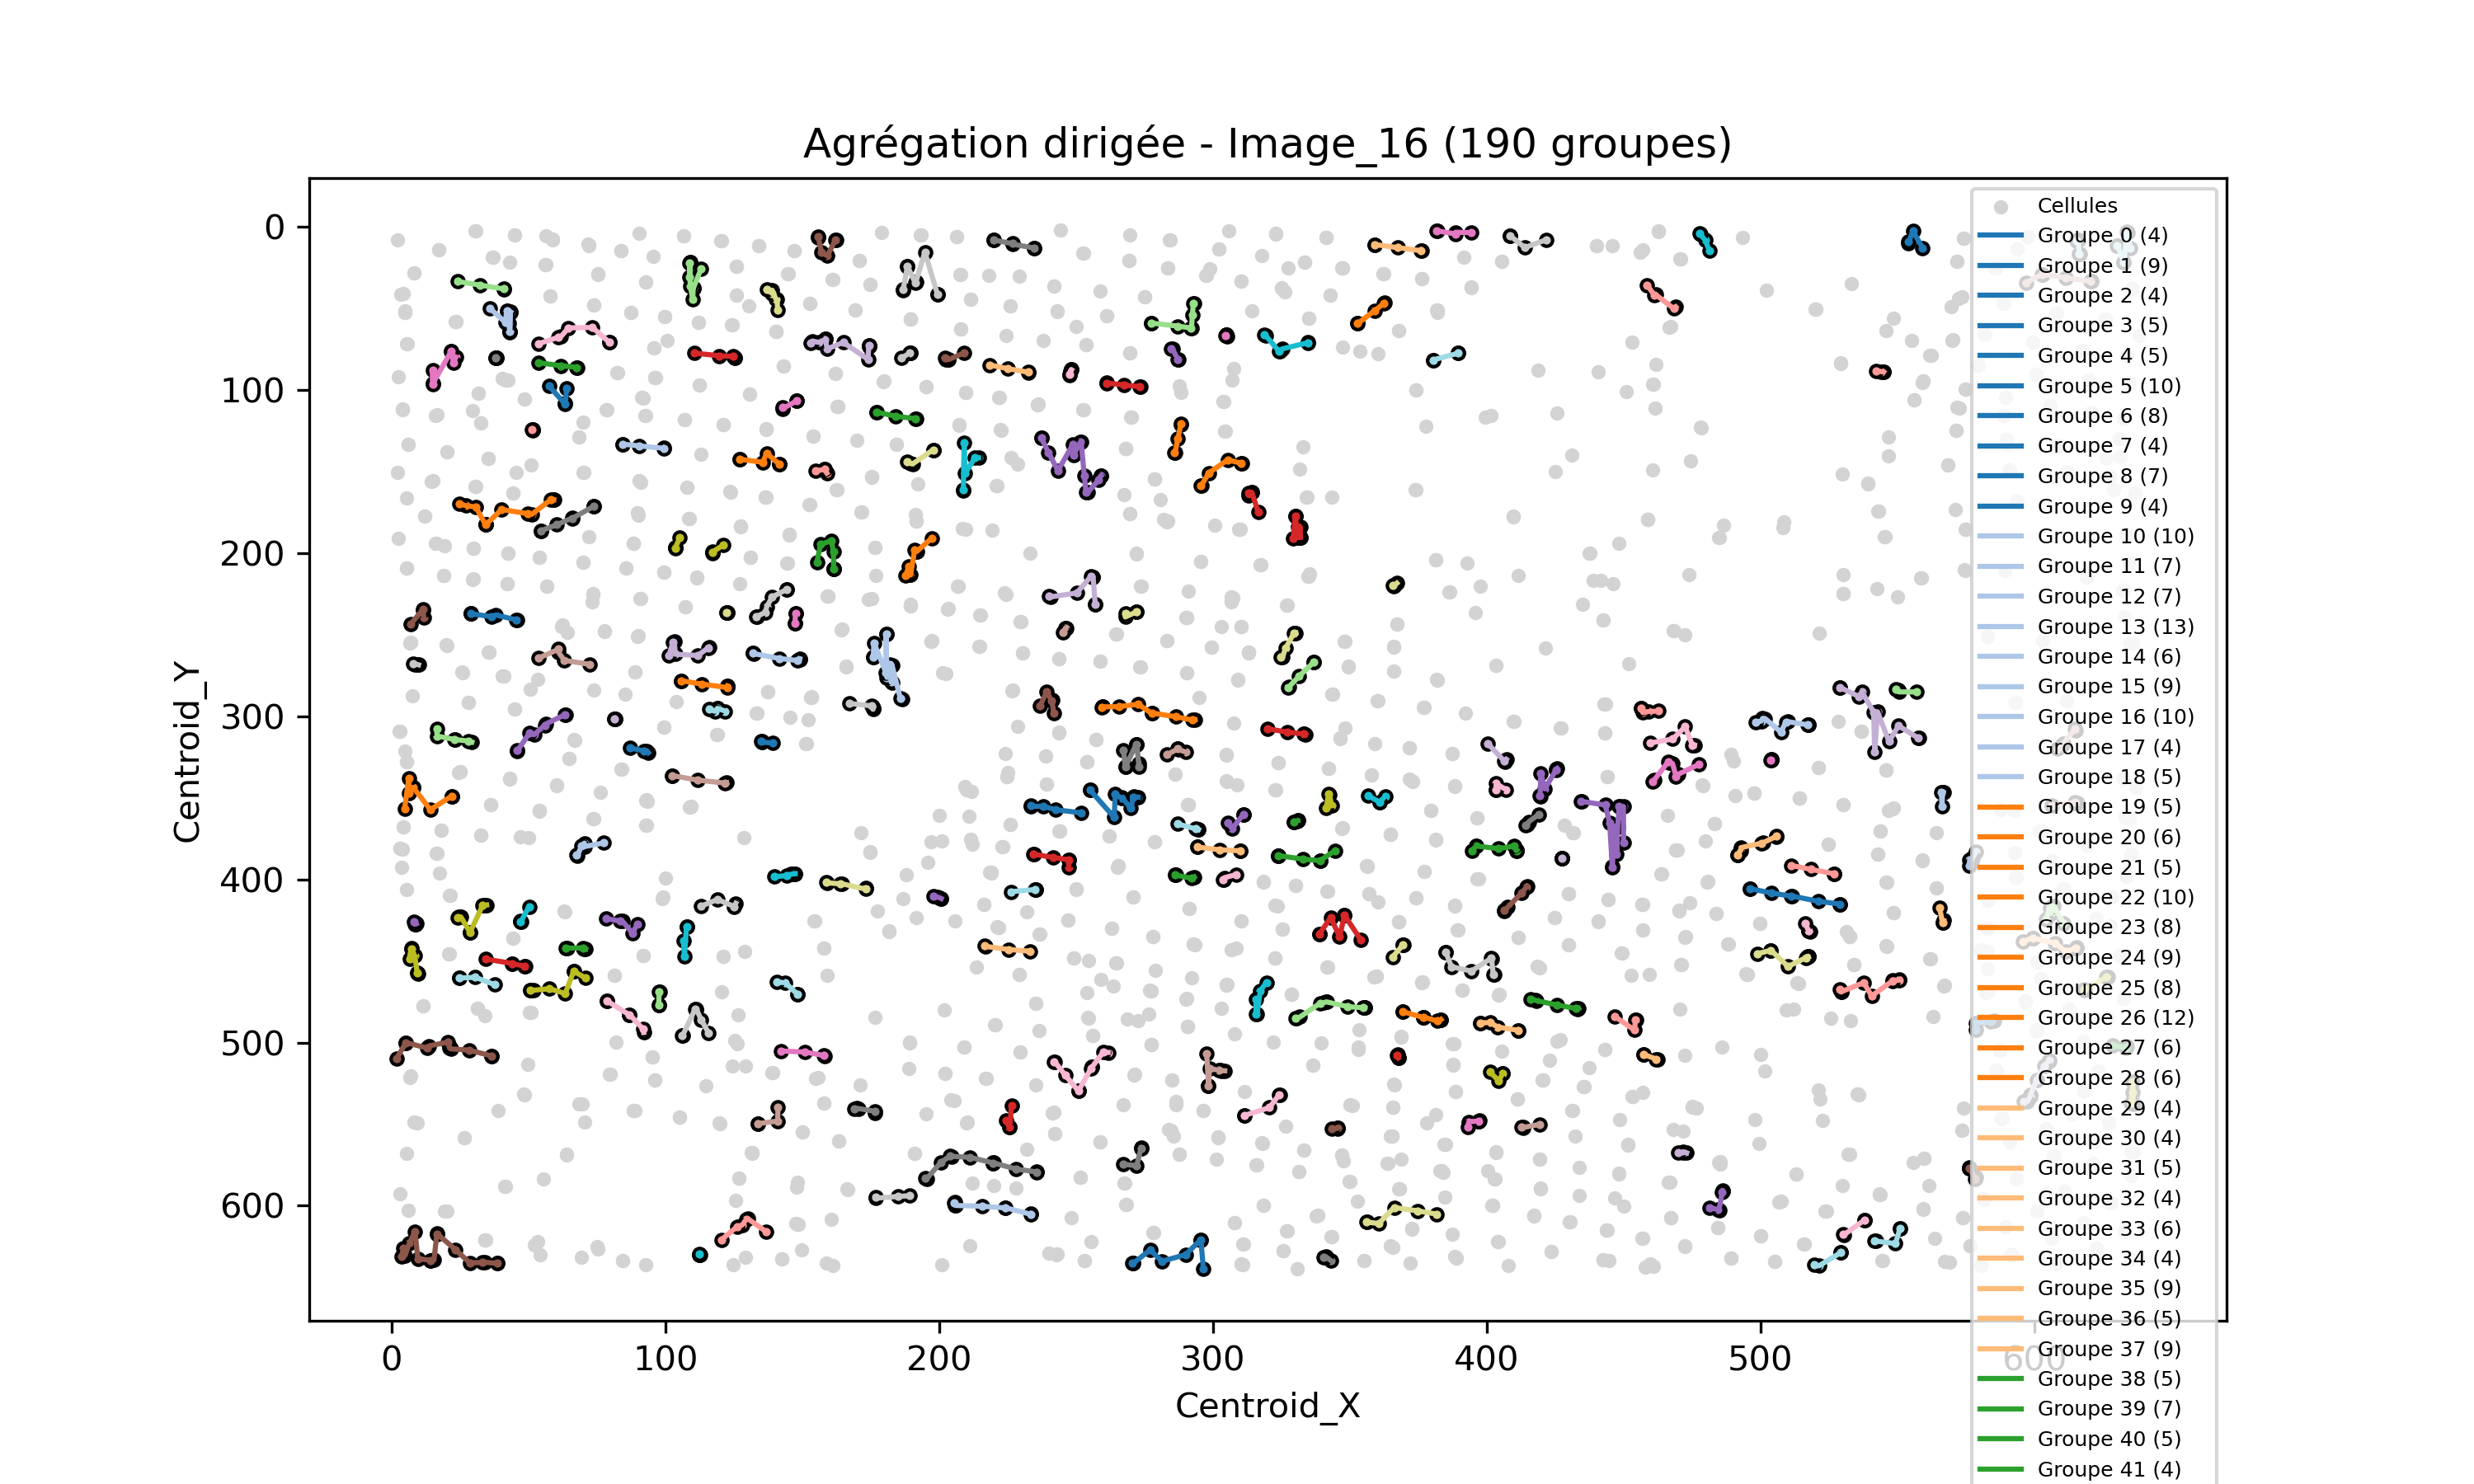 Agrégation dirigée - Image_16 (190 groupes)
0
100
200
300
400
500
600
Centroid_Y
0
100
200
300
400
500
600
Centroid_X
Cellules
Groupe 0 (4)
Groupe 1 (9)
Groupe 2 (4)
Groupe 3 (5)
Groupe 4 (5)
Groupe 5 (10)
Groupe 6 (8)
Groupe 7 (4)
Groupe 8 (7)
Groupe 9 (4)
Groupe 10 (10)
Groupe 11 (7)
Groupe 12 (7)
Groupe 13 (13)
Groupe 14 (6)
Groupe 15 (9)
Groupe 16 (10)
Groupe 17 (4)
Groupe 18 (5)
Groupe 19 (5)
Groupe 20 (6)
Groupe 21 (5)
Groupe 22 (10)
Groupe 23 (8)
Groupe 24 (9)
Groupe 25 (8)
Groupe 26 (12)
Groupe 27 (6)
Groupe 28 (6)
Groupe 29 (4)
Groupe 30 (4)
Groupe 31 (5)
Groupe 32 (4)
Groupe 33 (6)
Groupe 34 (4)
Groupe 35 (9)
Groupe 36 (5)
Groupe 37 (9)
Groupe 38 (5)
Groupe 39 (7)
Groupe 40 (5)
Groupe 41 (4)